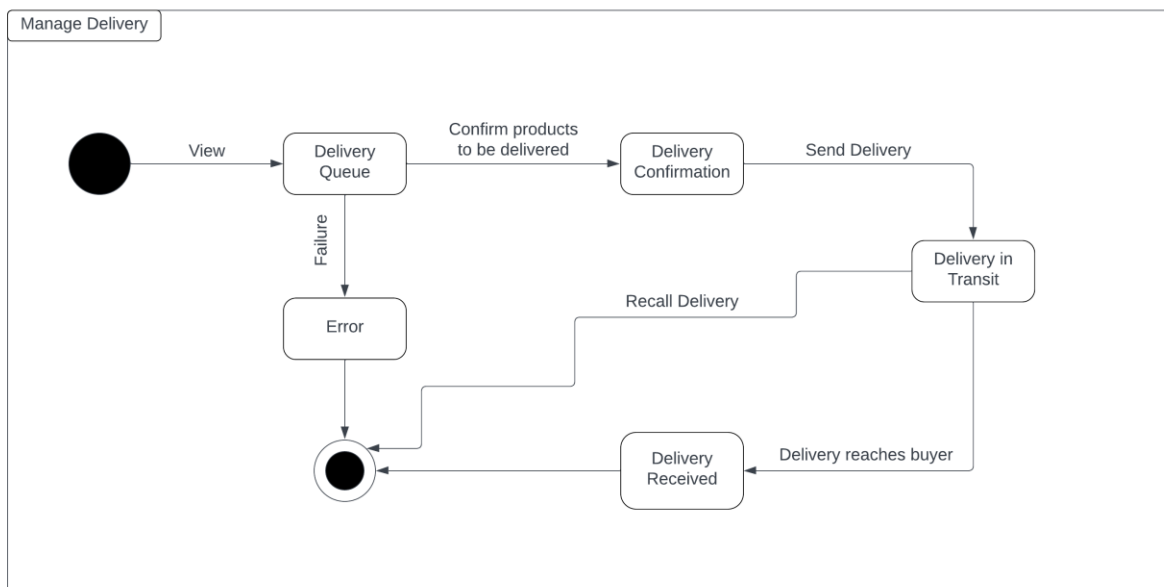 Manage Delivery
View
Delivery
Queue
Confirm products
to be delivered
Delivery
Confirmation
Send Delivery
Failure
Delivery in
Transit
Recall Delivery
Error
Delivery
Received
Delivery reaches buyer